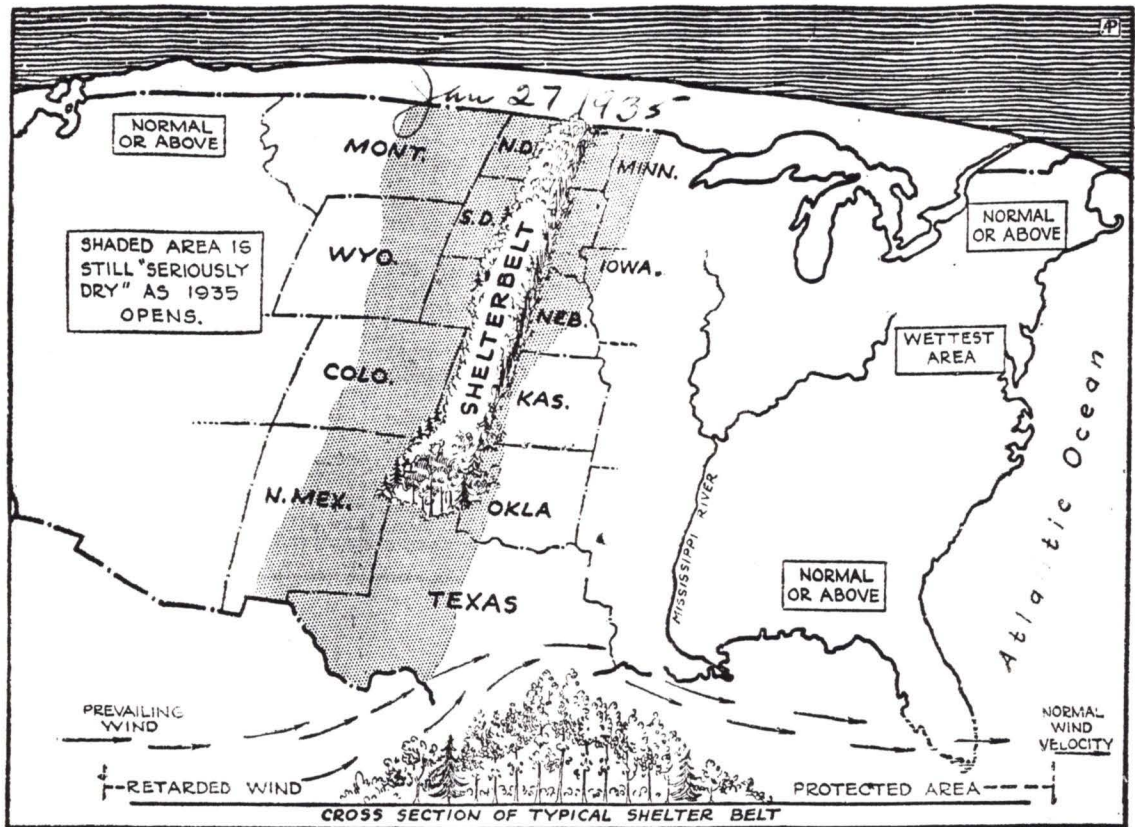 AP
Jan 27 1935
NORMAL
OR ABOVE
MONT.
N.D.
MINN.
NORMAL
OR ABOVE
SHADED AREA IS
STILL "SERIOUSLY
DRY" AS 1935
OPENS.
WYO.
S.D.
SHELTERBELT
IOWA.
NEB.
WETTEST
AREA
COLO.
KAS.
N. MEX.
OKLA
MISSISSIPPI RIVER
Atlantic Ocean
TEXAS
NORMAL
OR ABOVE
PREVAILING
WIND
NORMAL
WIND
VELOCITY
RETARDED WIND
PROTECTED AREA
CROSS SECTION OF TYPICAL SHELTER BELT